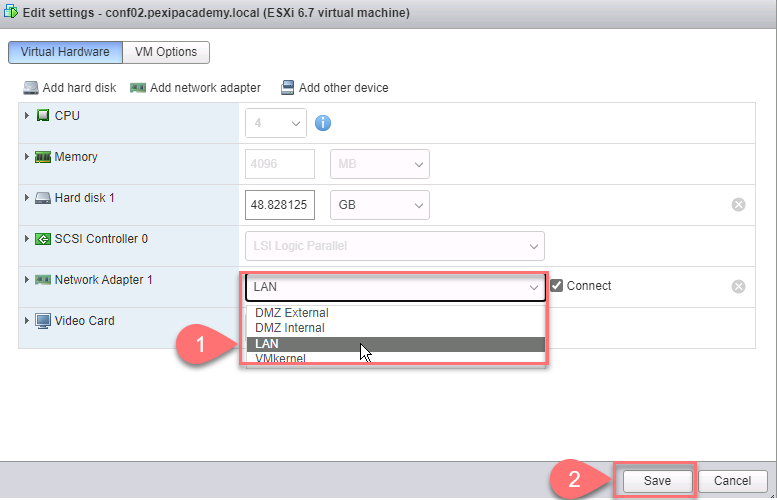 Edit settings - conf02.pexipacademy.local (ESXi 6.7 virtual machine)
Virtual Hardware VM Options
Add hard disk Add network adapter Add other device
CPU 4
Memory 4096 MB
Hard disk 1 48.828125 GB
SCSI Controller 0 LSI Logic Parallel
Network Adapter 1 LAN Connect
DMZ External
Video Card DMZ Internal
1 LAN
VMkernel
2 Save Cancel